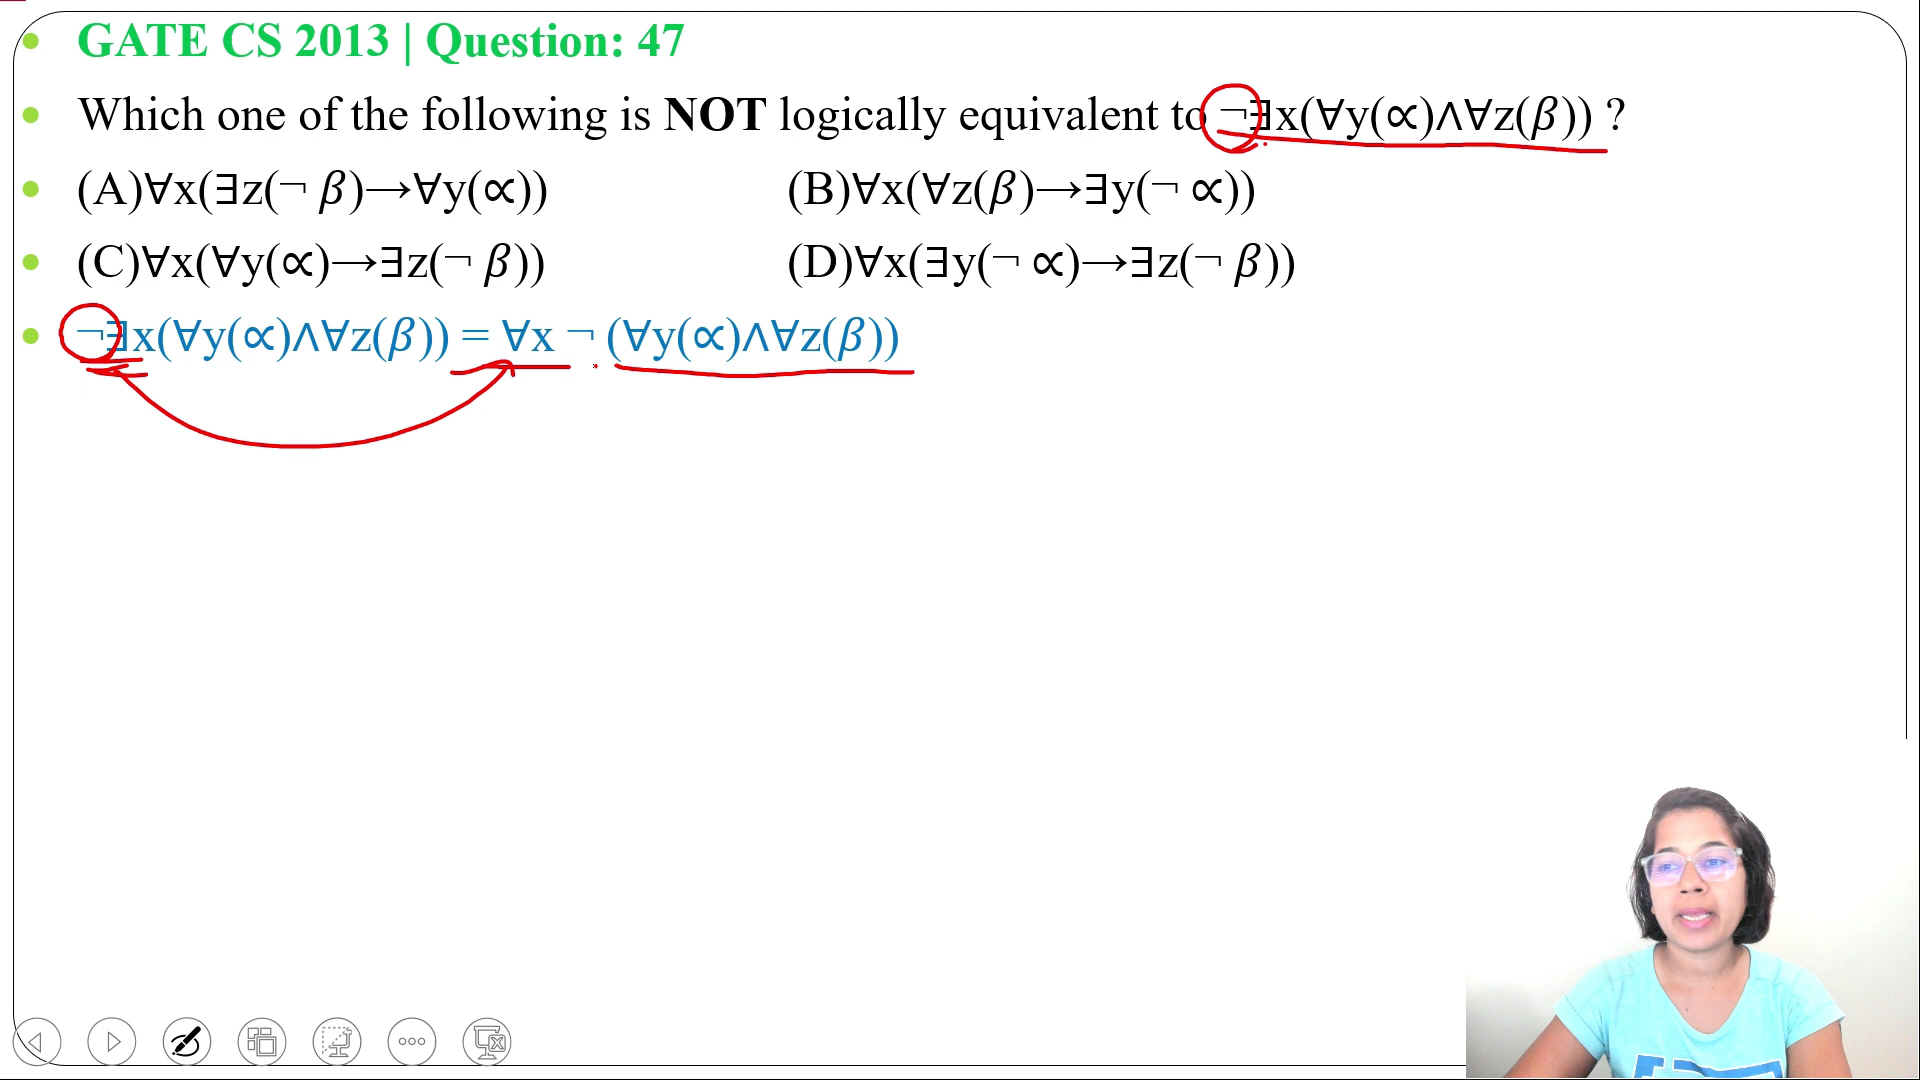 GATE CS 2013 | Question: 47
Which one of the following is NOT logically equivalent to ¬∃x(∀y(∝)∧∀z(β)) ?
(A)∀x(∃z(¬ β)→∀y(∝)) (B)∀x(∀z(β)→∃y(¬ ∝))
(C)∀x(∀y(∝)→∃z(¬ β)) (D)∀x(∃y(¬ ∝)→∃z(¬ β))
¬∃x(∀y(∝)∧∀z(β)) = ∀x ¬ (∀y(∝)∧∀z(β))